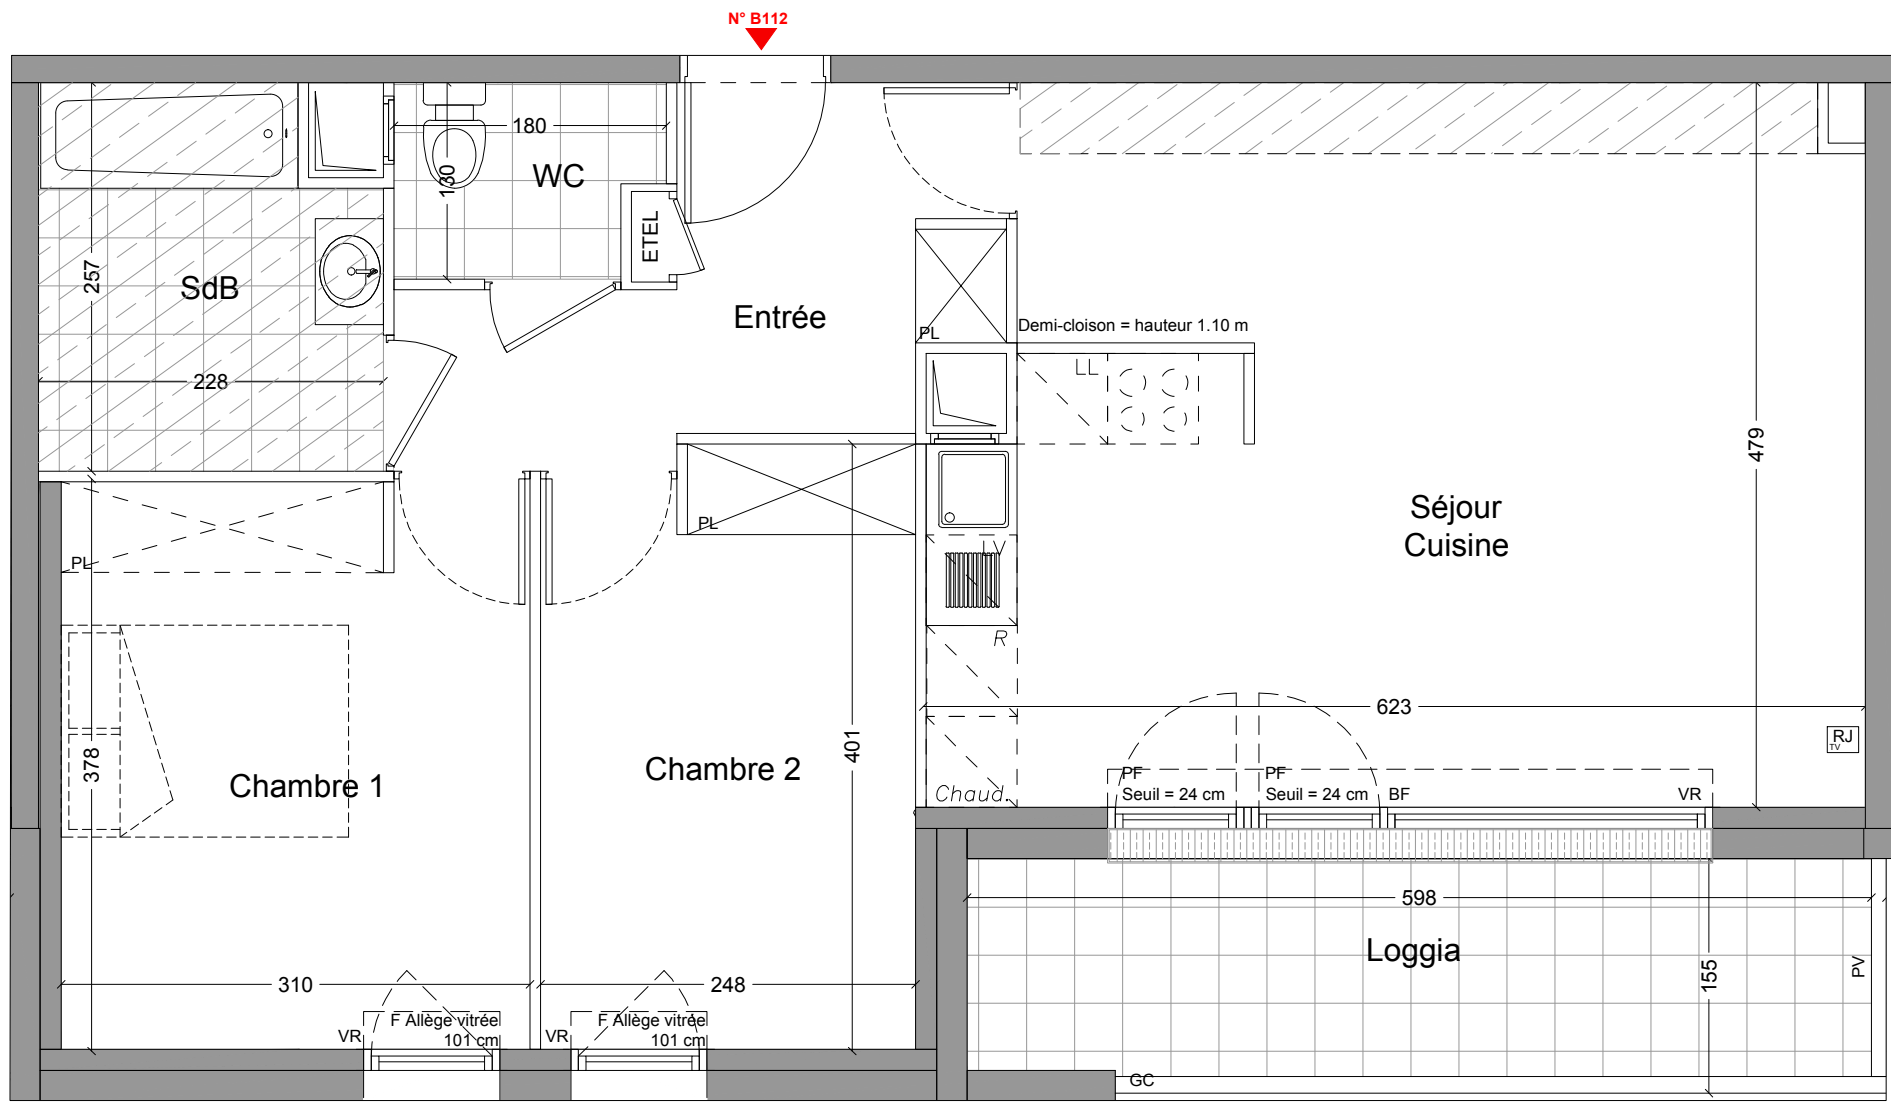 N° B112
180
WC
130
ETEL
257
SdB
228
Entrée
PL
Demi-cloison = hauteur 1.10 m
LL
479
Séjour
Cuisine
PL
PL
LV
R
623
RJ
TV
378
Chambre 1
Chambre 2
401
Chaud.
PF
Seuil = 24 cm
PF
Seuil = 24 cm
BF
VR
598
Loggia
155
PV
310
248
VR
F Allège vitrée
101 cm
VR
F Allège vitrée
101 cm
GC